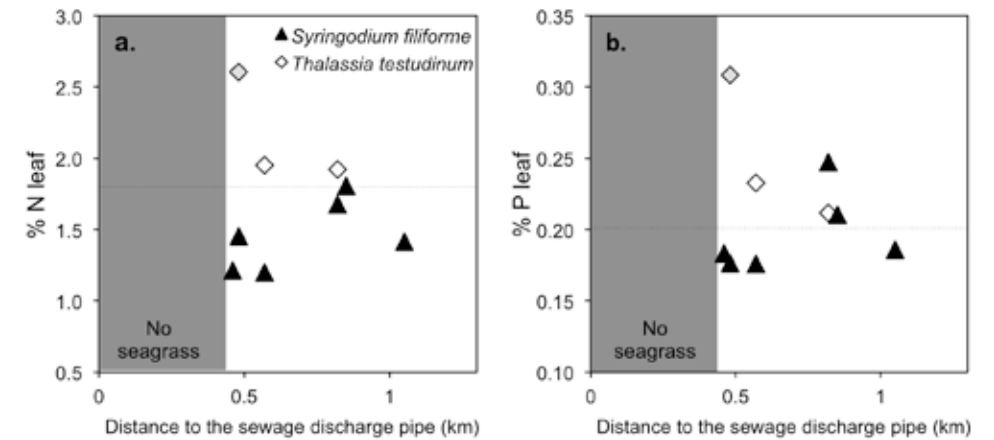 3.0
2.5
2.0
1.5
1.0
0.5
% N leaf
a.
Syringodium filiforme
Thalassia testudinum
No
seagrass
0
0.5
1
Distance to the sewage discharge pipe (km)
0.35
0.30
0.25
0.20
0.15
0.10
% P leaf
b.
No
seagrass
0
0.5
1
Distance to the sewage discharge pipe (km)